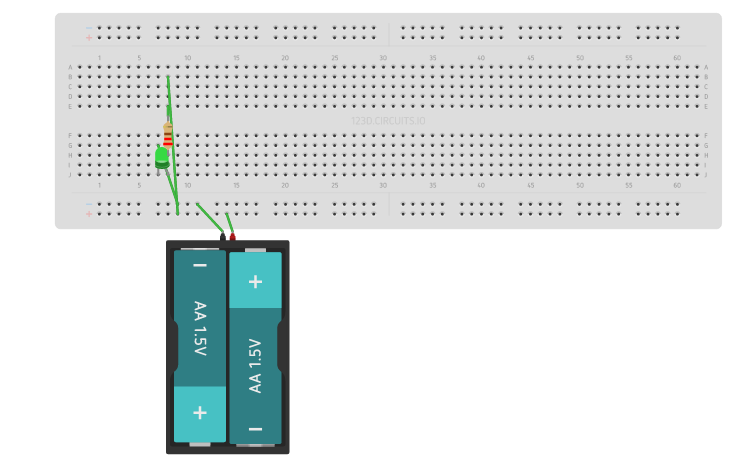 − 
+
1 5 10 15 20 25 30 35 40 45 50 55 60
A A
B B
C C
D D
E E
123D.CIRCUITS.IO
F F
G G
H H
I I
J J
1 5 10 15 20 25 30 35 40 45 50 55 60
−
+
− +
AA 1.5V AA 1.5V
+ −